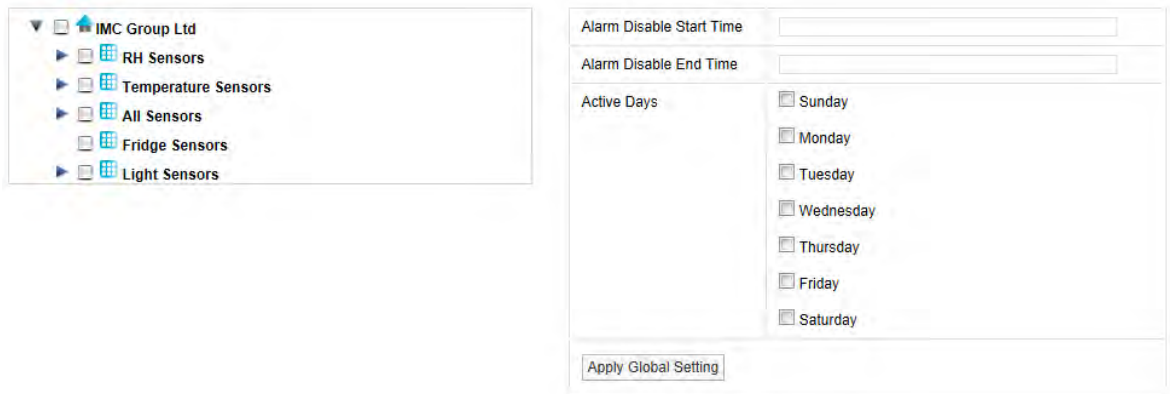 IMC Group Ltd
RH Sensors
Temperature Sensors
All Sensors
Fridge Sensors
Light Sensors
Alarm Disable Start Time
Alarm Disable End Time
Active Days
Sunday
Monday
Tuesday
Wednesday
Thursday
Friday
Saturday
Apply Global Setting